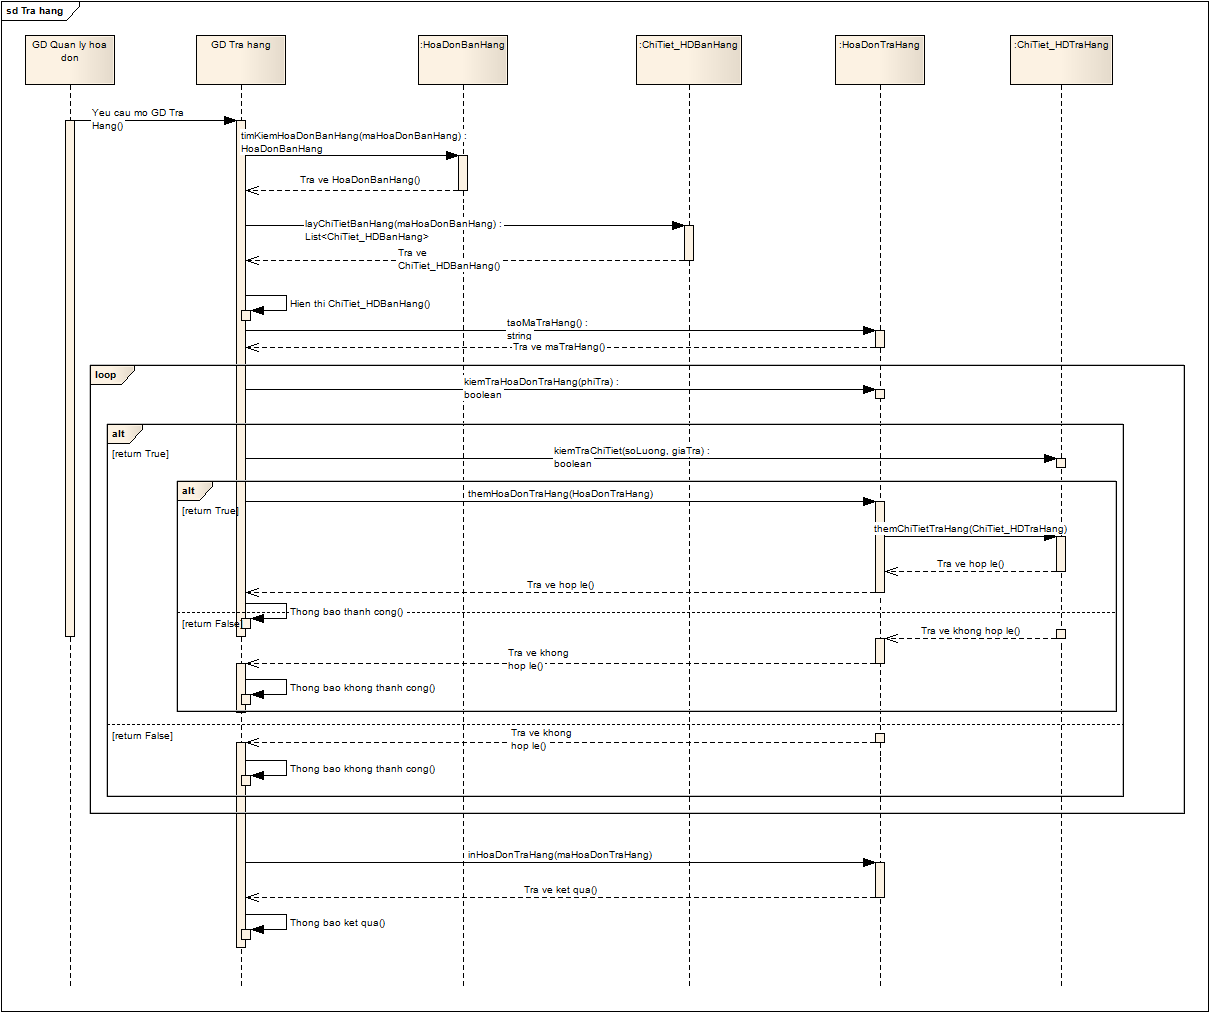 sd Tra hang
GD Quan ly hoa
don
GD Tra hang
:HoaDonBanHang
:ChiTiet_HDBanHang
:HoaDonTraHang
:ChiTiet_HDTraHang
Yeu cau mo GD Tra
Hang()
timKiemHoaDonBanHang(maHoaDonBanHang) :
HoaDonBanHang
Tra ve HoaDonBanHang()
layChiTietBanHang(maHoaDonBanHang) :
List<ChiTiet_HDBanHang>
Tra ve
ChiTiet_HDBanHang()
Hien thi ChiTiet_HDBanHang()
taoMaTraHang() :
string
Tra ve maTraHang()
loop
kiemTraHoaDonTraHang(phiTra) :
boolean
alt
[return True]
kiemTraChiTiet(soLuong, giaTra) :
boolean
alt
[return True]
themHoaDonTraHang(HoaDonTraHang)
themChiTietTraHang(ChiTiet_HDTraHang)
Tra ve hop le()
Tra ve hop le()
Thong bao thanh cong()
[return False]
Tra ve khong hop le()
Tra ve khong
hop le()
Thong bao khong thanh cong()
[return False]
Tra ve khong
hop le()
Thong bao khong thanh cong()
inHoaDonTraHang(maHoaDonTraHang)
Tra ve ket qua()
Thong bao ket qua()